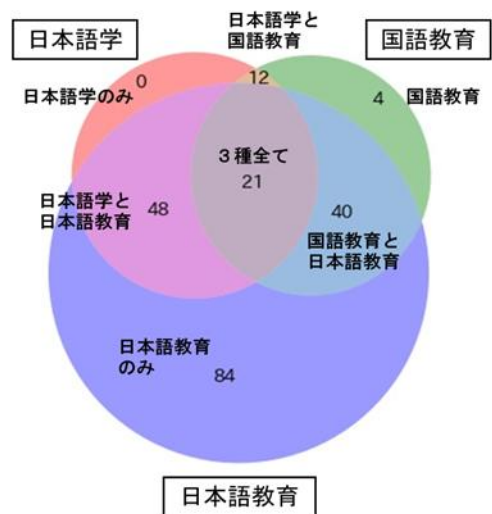 日本語学
日本語学と
国語教育
国語教育
0
12
4
日本語学のみ
国語教育
3種全て
21
日本語学と
日本語教育
48
40
国語教育と
日本語教育
日本語教育
のみ
84
日本語教育